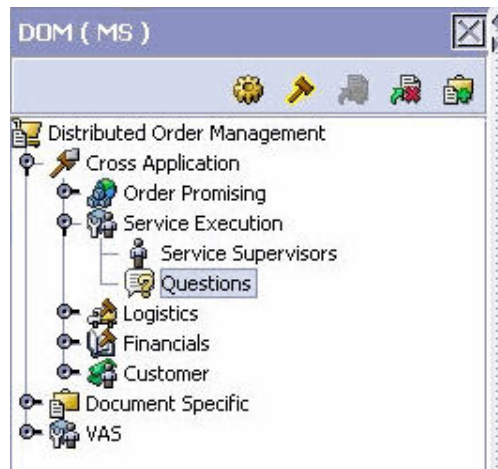 DOM ( MS )
Distributed Order Management
Cross Application
Order Promising
Service Execution
Service Supervisors
Questions
Logistics
Financials
Customer
Document Specific
VAS